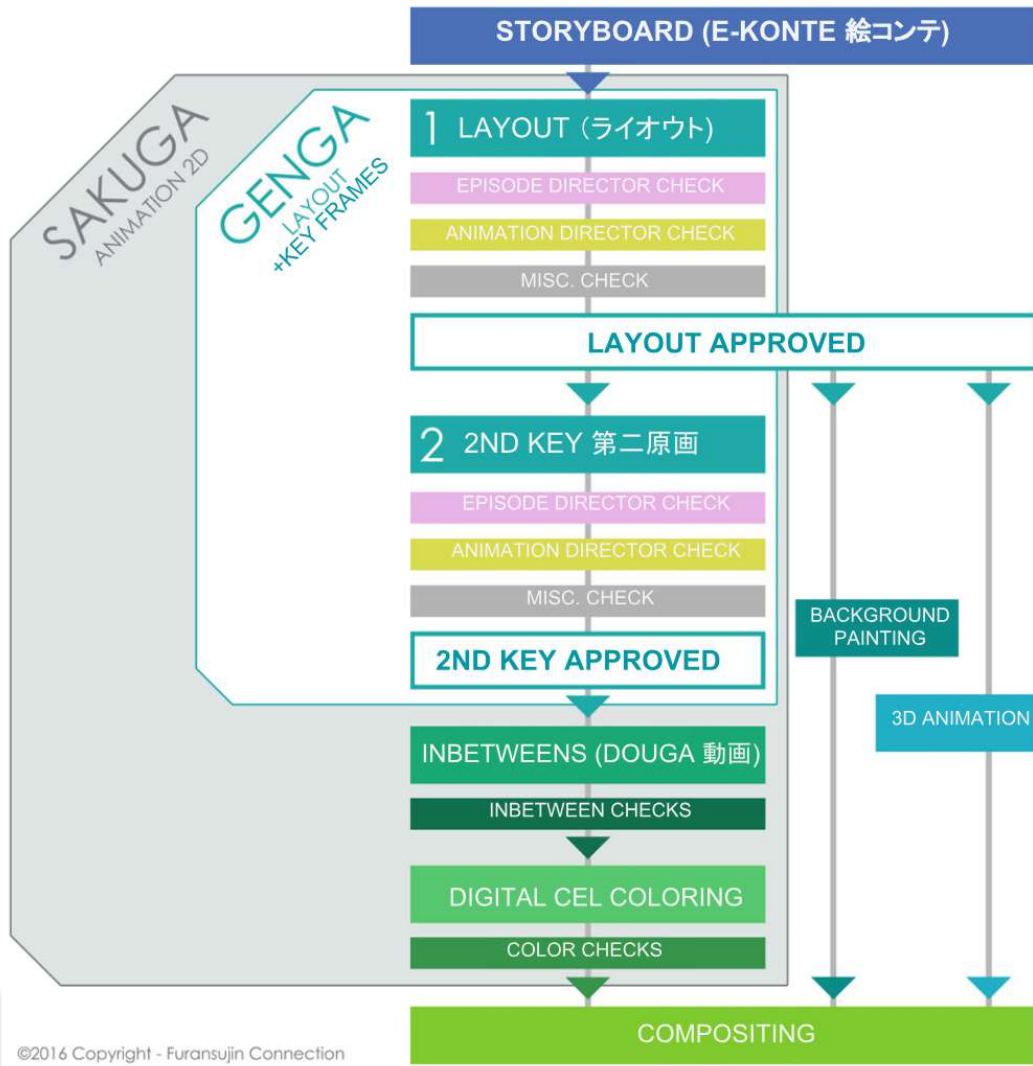 STORYBOARD (E-KONTE 絵コンテ)
SAKUGA
ANIMATION 2D
GENGA
LAYOUT
+KEY FRAMES
1 LAYOUT (ライオウト)
EPISODE DIRECTOR CHECK
ANIMATION DIRECTOR CHECK
MISC. CHECK
LAYOUT APPROVED
2 2ND KEY 第二原画
EPISODE DIRECTOR CHECK
ANIMATION DIRECTOR CHECK
MISC. CHECK
2ND KEY APPROVED
BACKGROUND
PAINTING
3D ANIMATION
INBETWEENS (DOUGA 動画)
INBETWEEN CHECKS
DIGITAL CEL COLORING
COLOR CHECKS
COMPOSITING
©2016 Copyright - Furansujin Connection